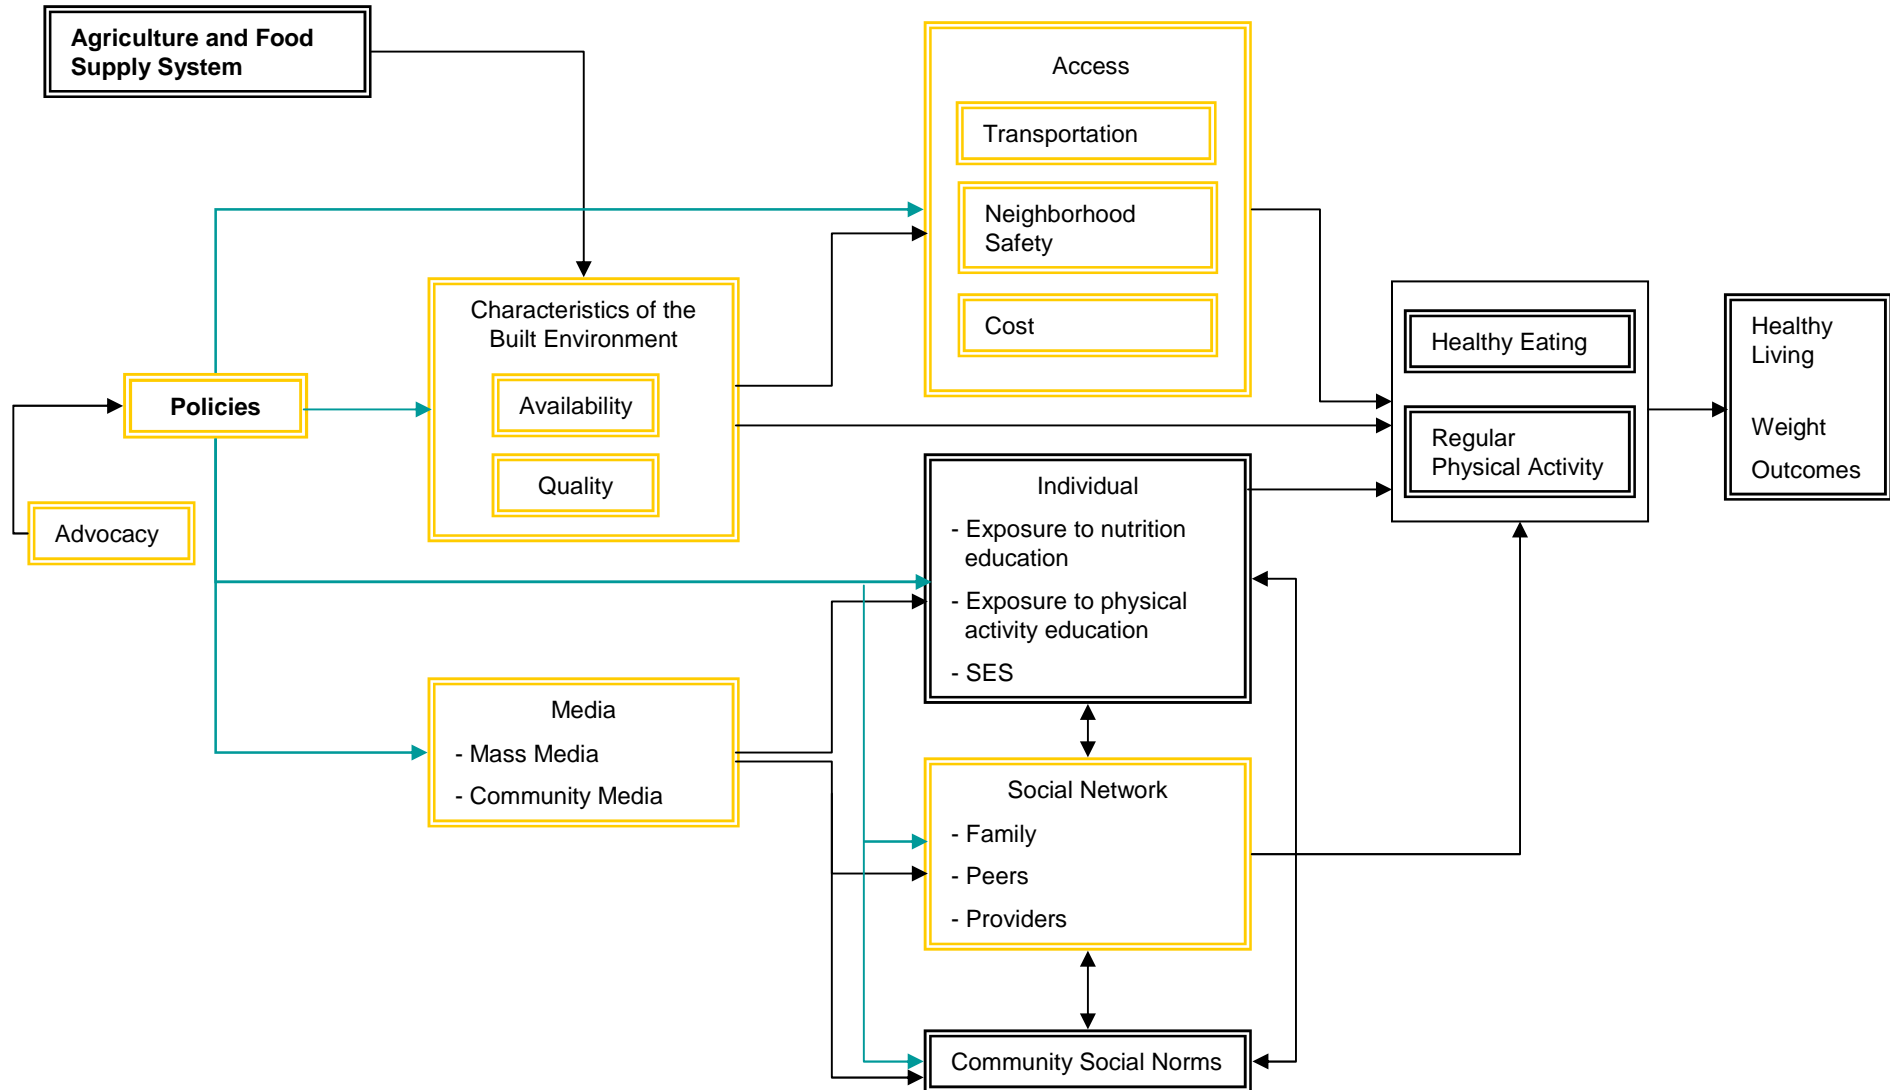 Agriculture and Food
Supply System
Access
Transportation
Neighborhood
Safety
Cost
Characteristics of the
Built Environment
Availability
Quality
Policies
Advocacy
Healthy Eating
Regular
Physical Activity
Healthy
Living
Weight
Outcomes
Individual
- Exposure to nutrition
education
- Exposure to physical
activity education
- SES
Media
- Mass Media
- Community Media
Social Network
- Family
- Peers
- Providers
Community Social Norms